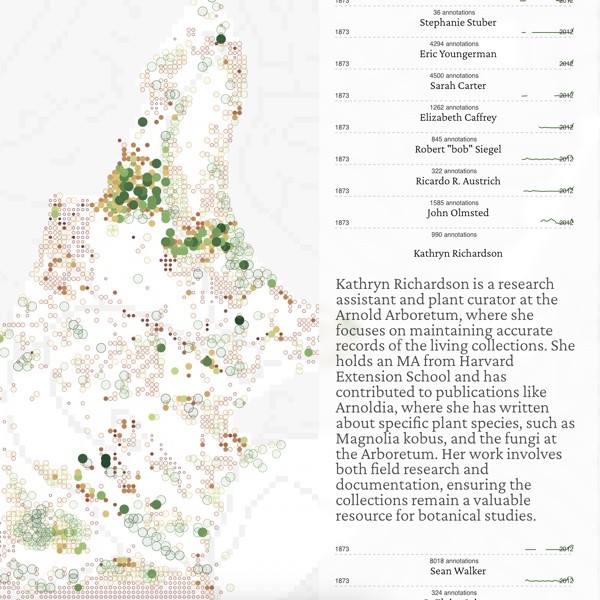 1873 2012
36 annotations
Stephanie Stuber
1873 2012
4294 annotations
Eric Youngerman
1873 2012
4500 annotations
Sarah Carter
1873 2012
1262 annotations
Elizabeth Caffrey
1873 2012
845 annotations
Robert "bob" Siegel
1873 2012
322 annotations
Ricardo R. Austrich
1873 2012
1585 annotations
John Olmsted
1873 2012
990 annotations
Kathryn Richardson
Kathryn Richardson is a research
assistant and plant curator at the
Arnold Arboretum, where she
focuses on maintaining accurate
records of the living collections. She
holds an MA from Harvard
Extension School and has
contributed to publications like
Arnoldia, where she has written
about specific plant species, such as
Magnolia kobus, and the fungi at
the Arboretum. Her work involves
both field research and
documentation, ensuring the
collections remain a valuable
resource for botanical studies.
1873 2012
8018 annotations
Sean Walker
1873 2012
324 annotations